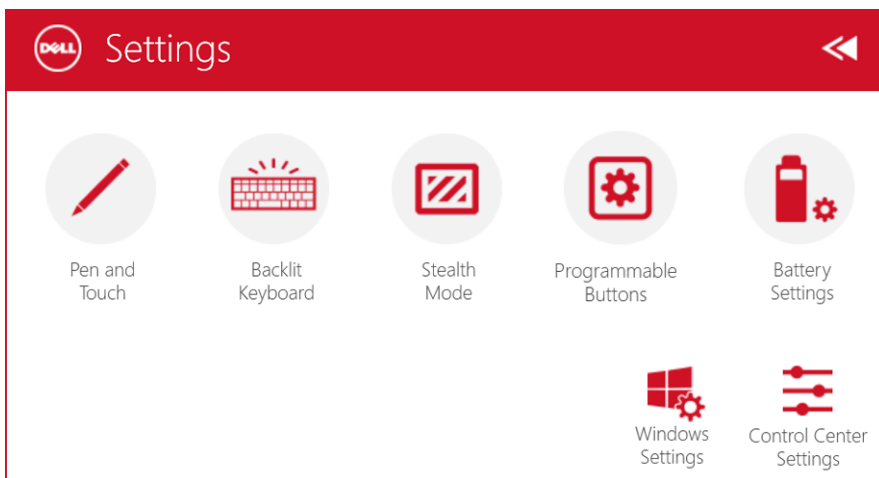 DELL Settings
Pen and
Touch
Backlit
Keyboard
Stealth
Mode
Programmable
Buttons
Battery
Settings
Windows
Settings
Control Center
Settings